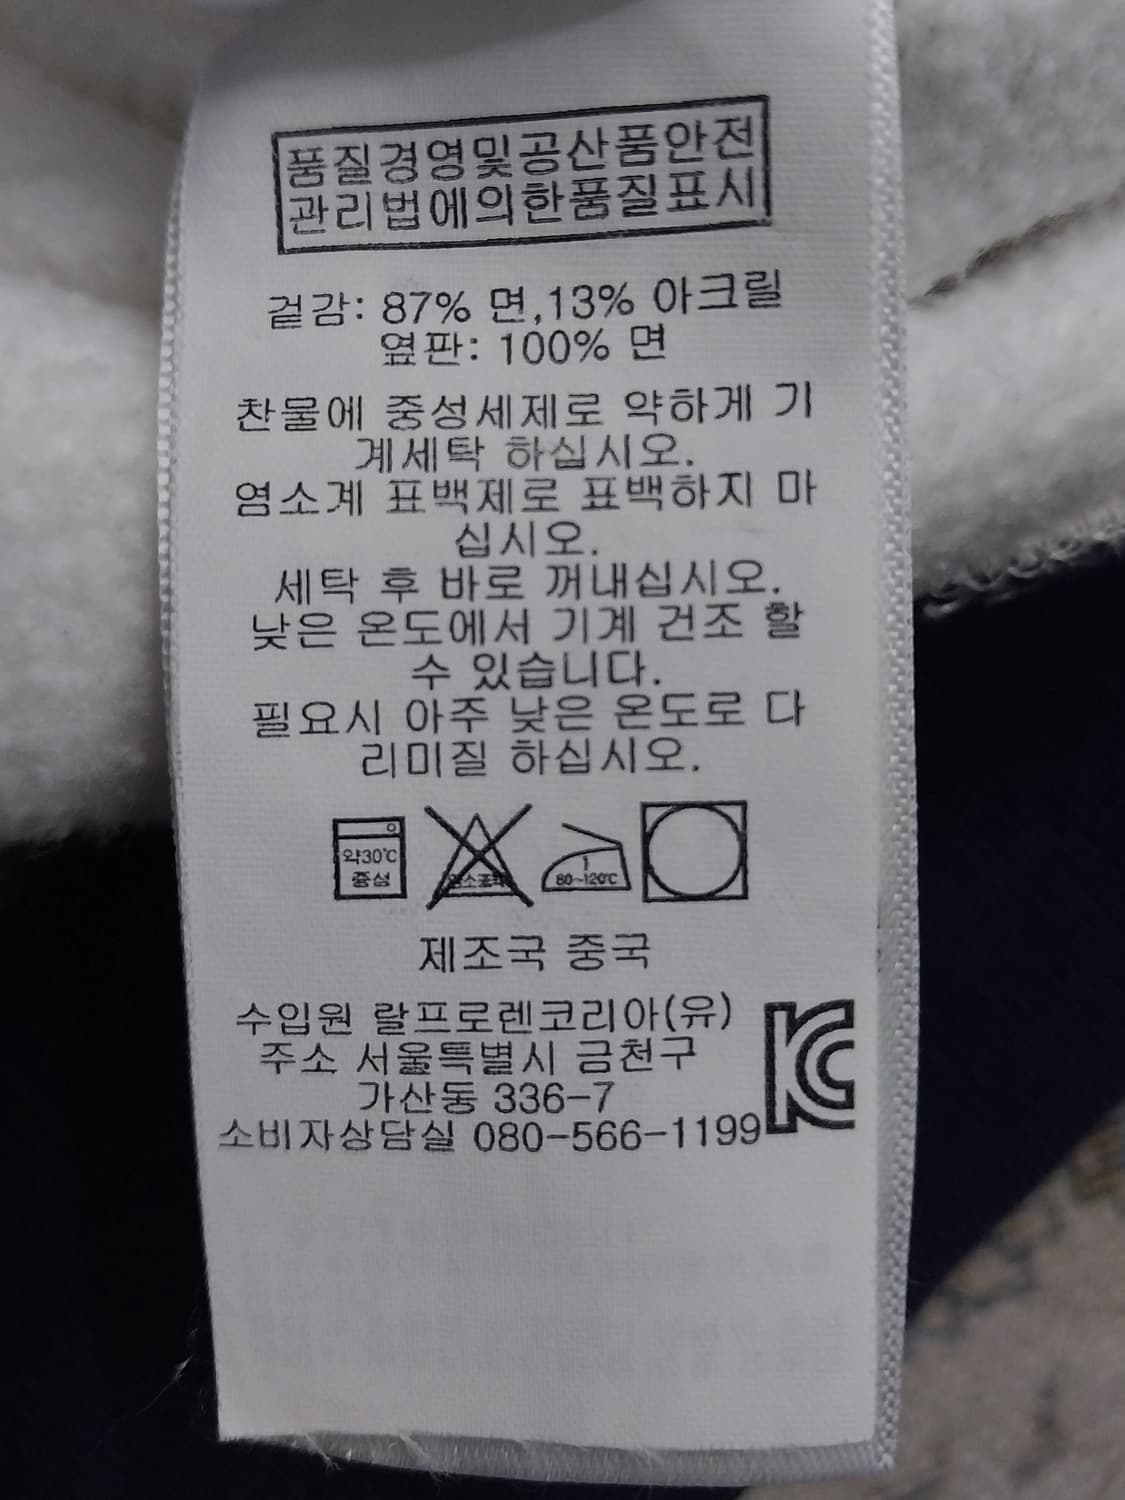 품질경영및공산품안전
관리법에의한품질표시
겉감: 87% 면,13% 아크릴
옆판: 100% 면
찬물에 중성세제로 약하게 기
계세탁 하십시오.
염소계 표백제로 표백하지 마
십시오.
세탁 후 바로 꺼내십시오.
낮은 온도에서 기계 건조 할
수 있습니다.
필요시 아주 낮은 온도로 다
리미질 하십시오.
약30℃
중성
80~120℃
제조국 중국
수입원 랄프로렌코리아(유)
주소 서울특별시 금천구
가산동 336-7
소비자상담실 080-566-1199